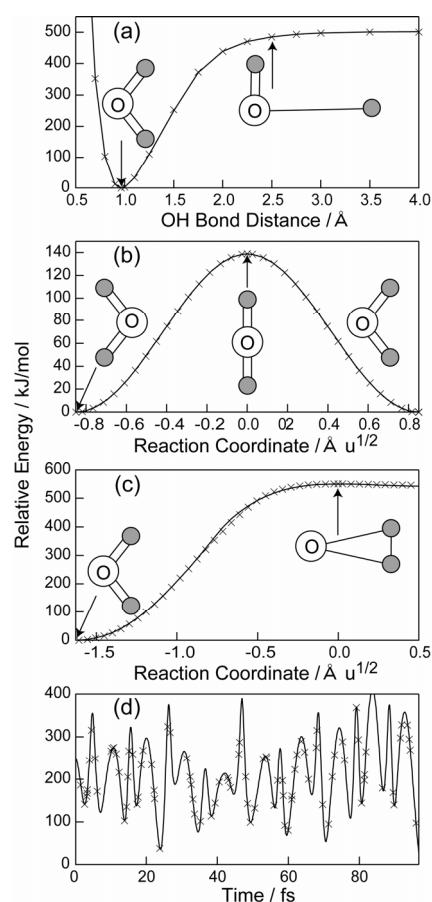 Relative Energy / kJ/mol
(a)
500
400
300
200
100
0
O
O
0.5 1.0 1.5 2.0 2.5 3.0 3.5 4.0
OH Bond Distance / Å
(b)
140
120
100
80
60
40
20
0
O
O
O
-0.8 -0.6 -0.4 -0.2 0.0 0.2 0.4 0.6 0.8
Reaction Coordinate / Å u1/2
(c)
600
500
400
300
200
100
0
O
O
-1.5 -1.0 -0.5 0.0 0.5
Reaction Coordinate / Å u1/2
(d)
400
300
200
100
0
0 20 40 60 80
Time / fs